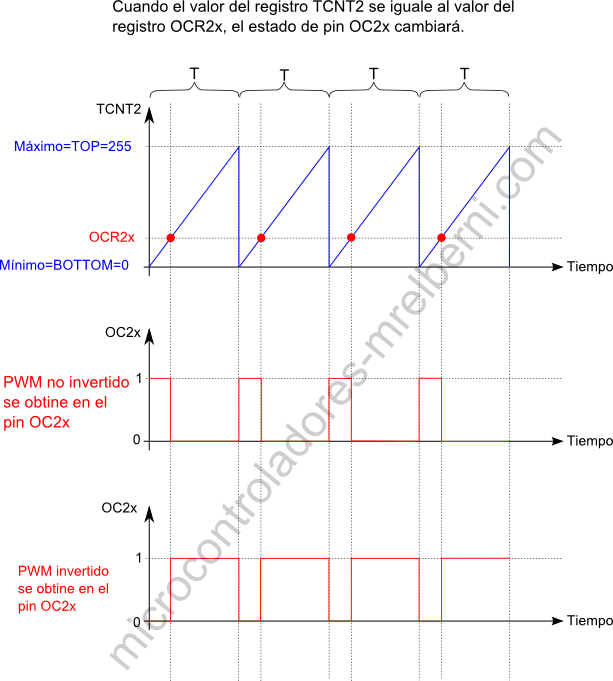 Cuando el valor del registro TCNT2 se iguale al valor del
registro OCR2x, el estado de pin OC2x cambiará.
T T T T
TCNT2
Máximo=TOP=255
OCR2x
Mínimo=BOTTOM=0
Tiempo
OC2x
1
PWM no invertido
se obtine en el
pin OC2x
0
Tiempo
OC2x
1
PWM invertido
se obtine en el
pin OC2x
0
Tiempo
microcontroladores-mrelberni.com